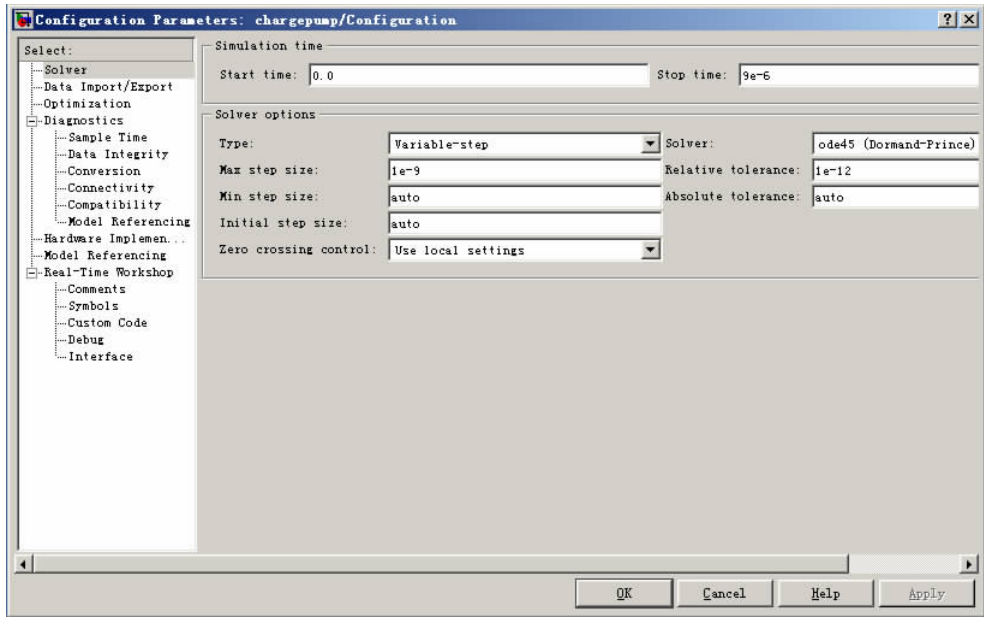 Configuration Parameters: chargepump/Configuration
Select:
Solver
Data Import/Export
Optimization
Diagnostics
Sample Time
Data Integrity
Conversion
Connectivity
Compatibility
Model Referencing
Hardware Implemen...
Model Referencing
Real-Time Workshop
Comments
Symbols
Custom Code
Debug
Interface
Simulation time
Start time: 0.0 Stop time: 9e-6
Solver options
Type: Variable-step Solver: ode45 (Dormand-Prince)
Max step size: 1e-9 Relative tolerance: 1e-12
Min step size: auto Absolute tolerance: auto
Initial step size: auto
Zero crossing control: Use local settings
OK Cancel Help Apply